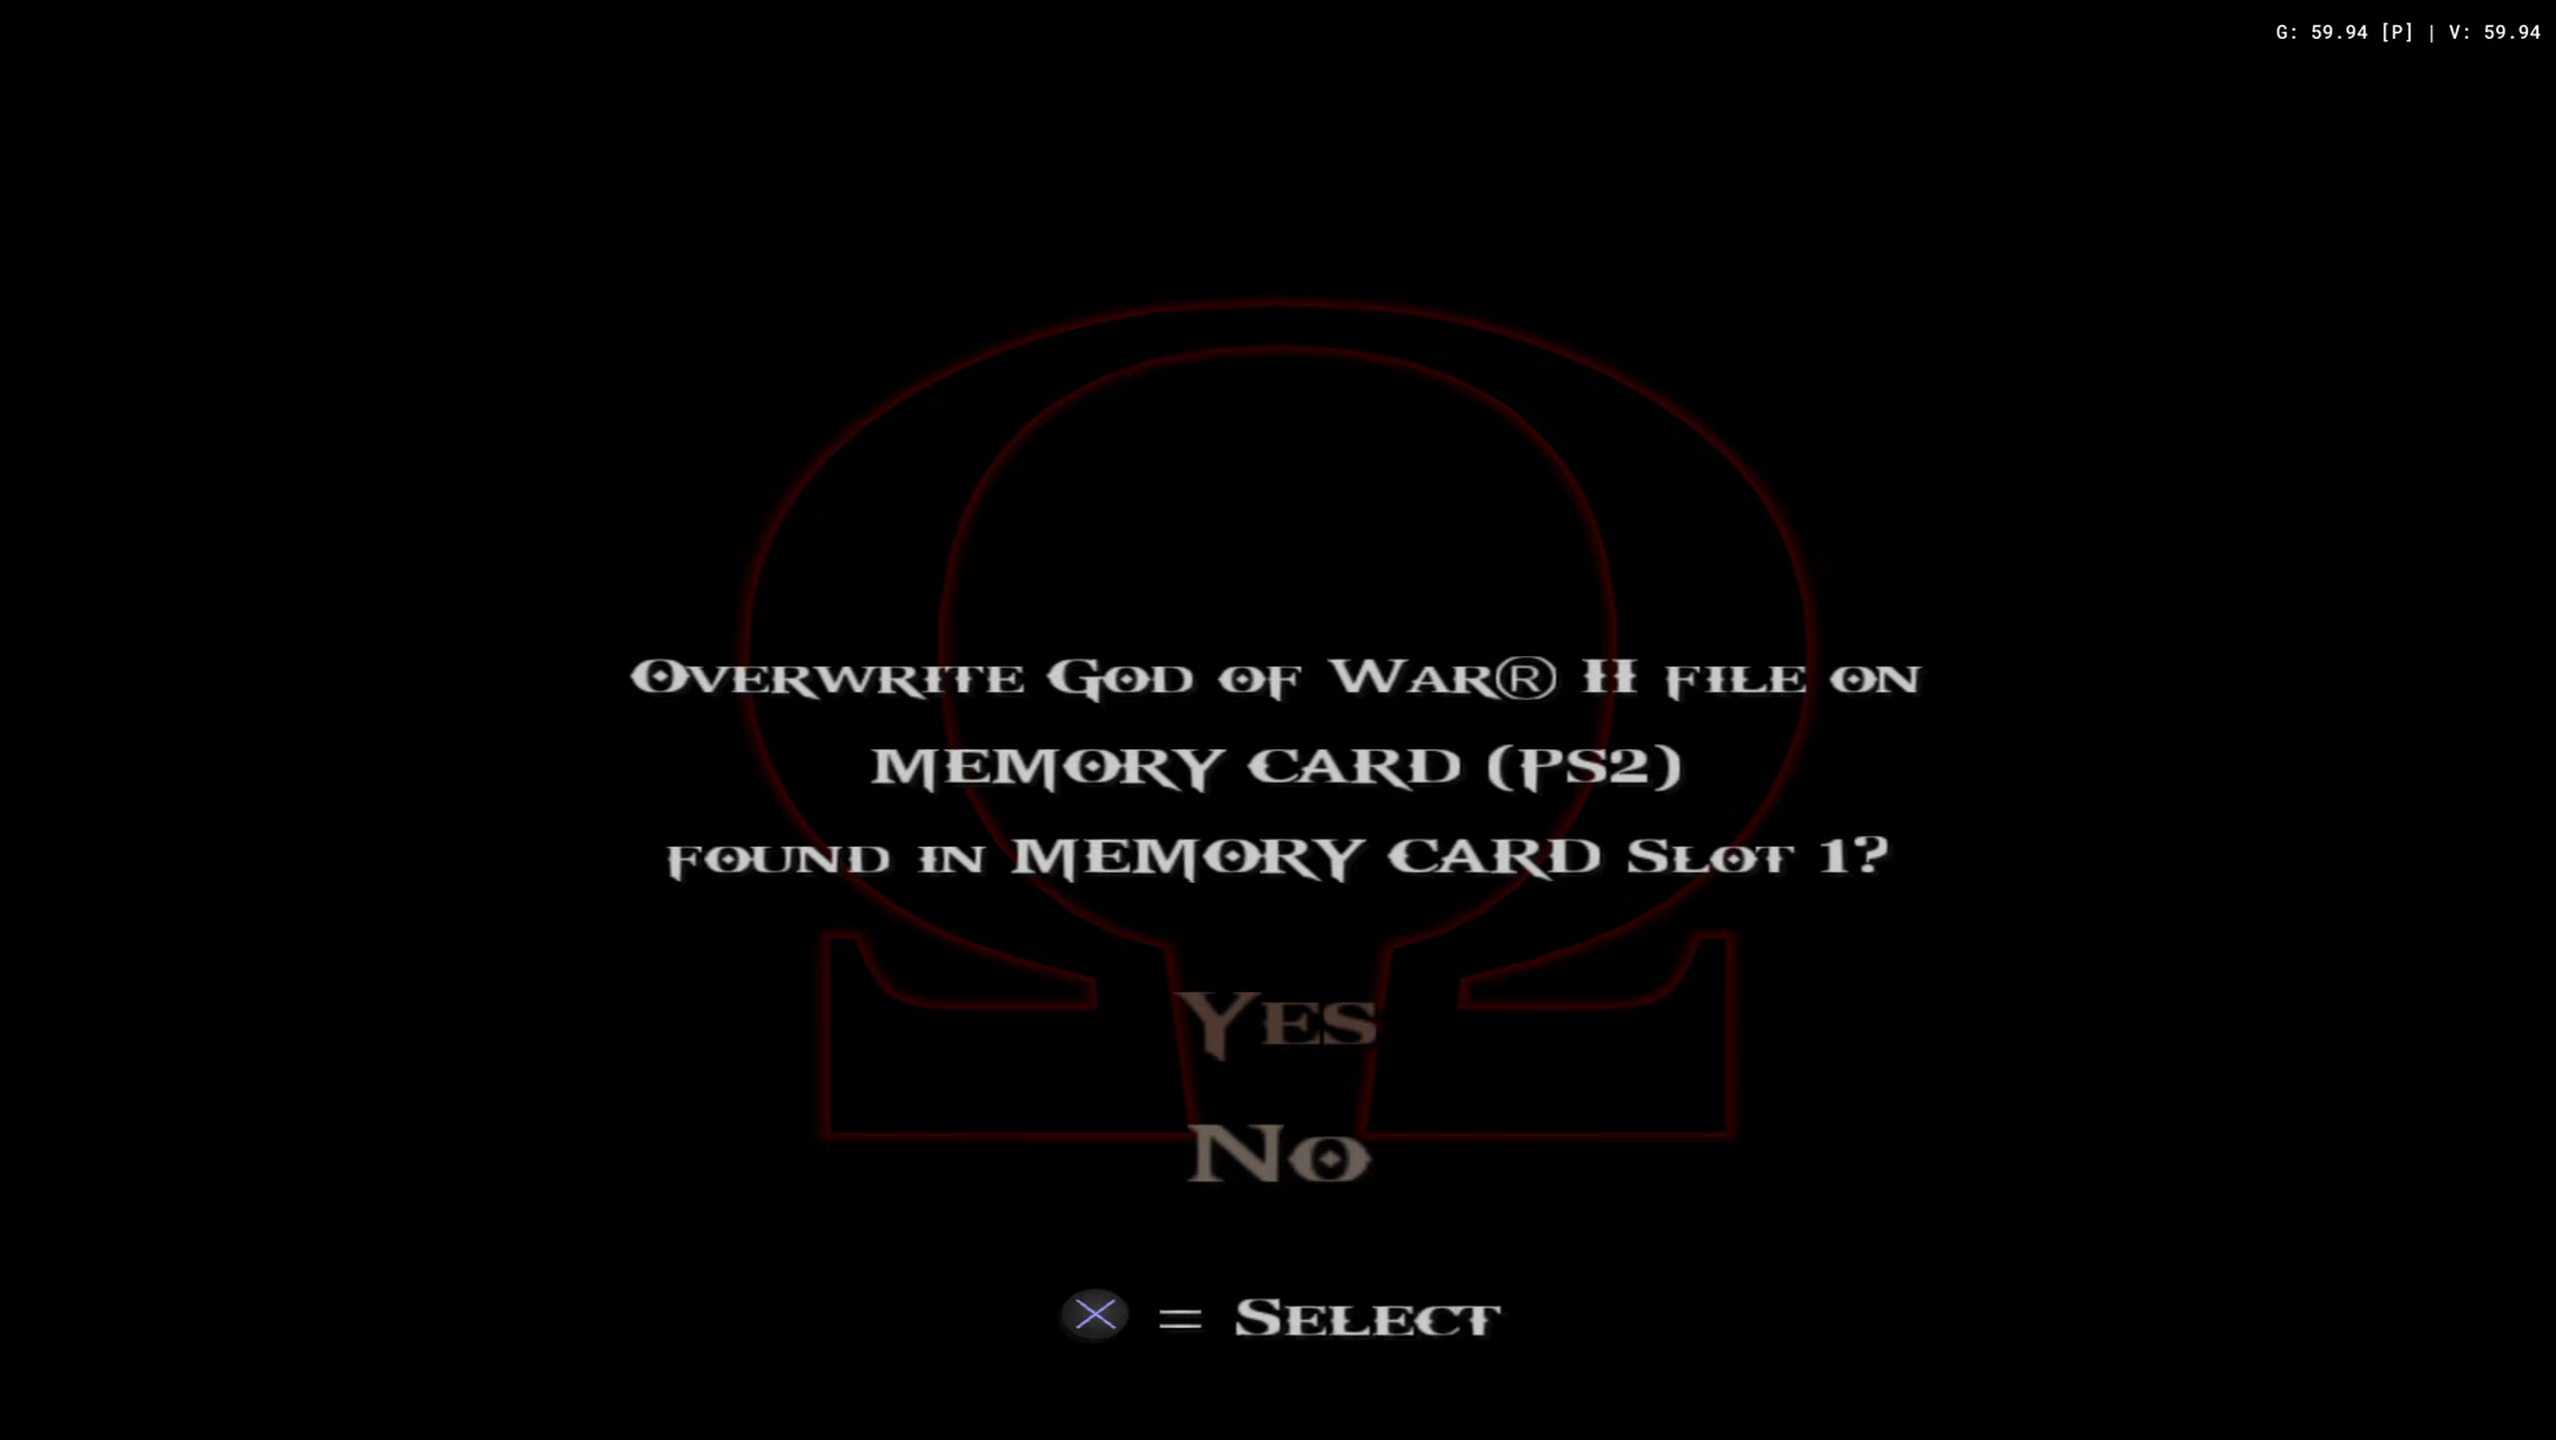 G: 59.94 [P] | V: 59.94
Overwrite God of War® II file on
MEMORY CARD (PS2)
found in MEMORY CARD Slot 1?
Yes
No
= Select